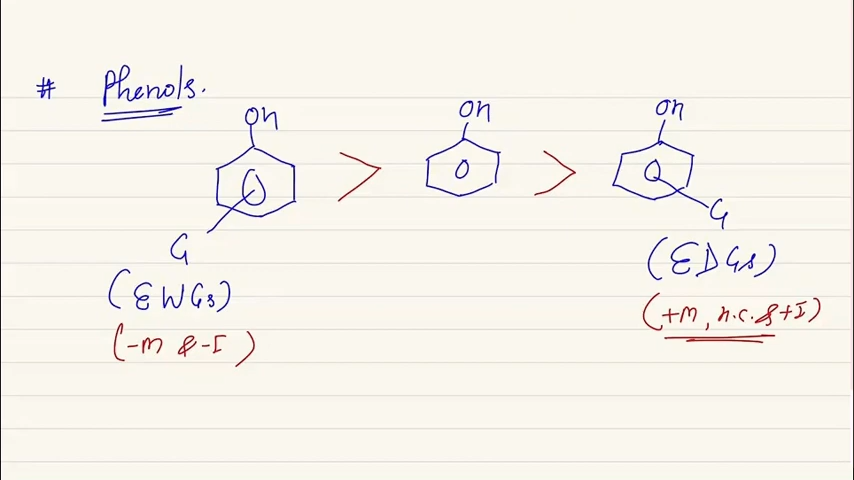 # Phenols.
OH > OH > OH
G G
(EWGs) (EDGs)
(-M & -I) (+M, H.C. & +I)